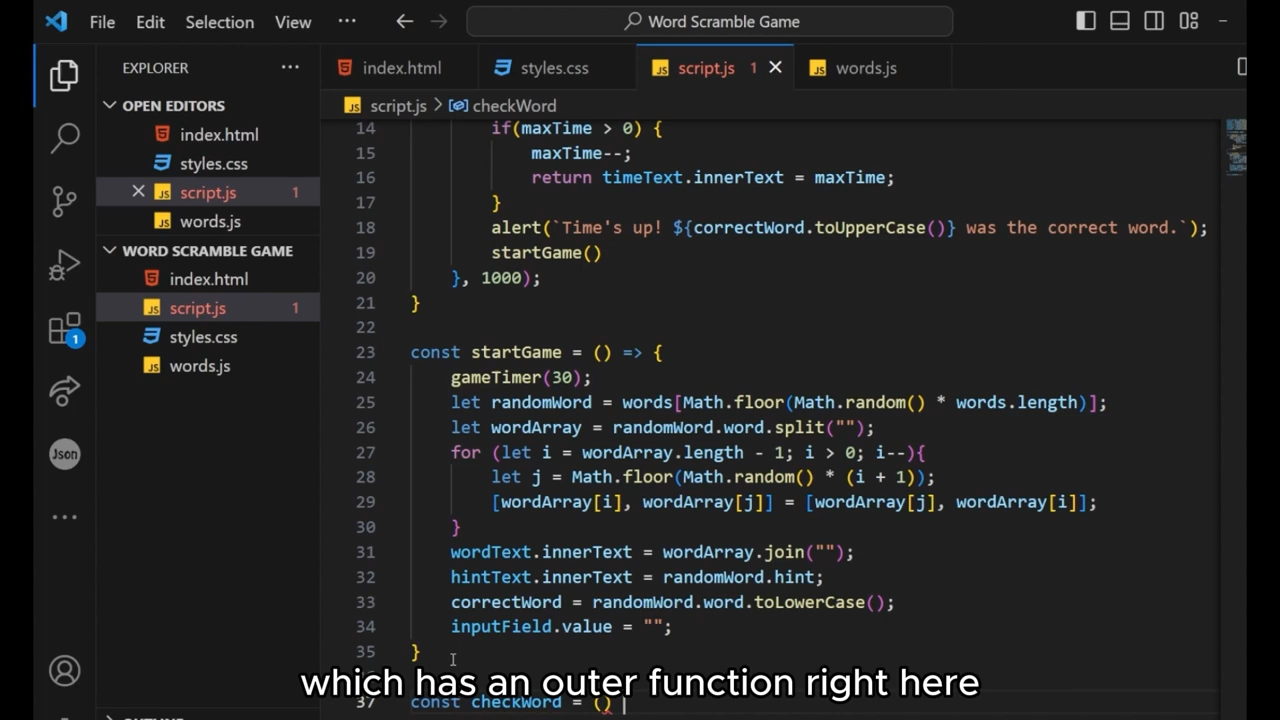 File Edit Selection View ··· Word Scramble Game
EXPLORER ···
OPEN EDITORS
index.html
styles.css
script.js 1
words.js
WORD SCRAMBLE GAME
index.html
script.js 1
styles.css
words.js
1
Json
index.html styles.css script.js 1 words.js
script.js > checkWord
14 if(maxTime > 0) {
15 maxTime--;
16 return timeText.innerText = maxTime;
17 }
18 alert(`Time's up! ${correctWord.toUpperCase()} was the correct word.`);
19 startGame()
20 }, 1000);
21 }
22
23 const startGame = () => {
24 gameTimer(30);
25 let randomWord = words[Math.floor(Math.random() * words.length)];
26 let wordArray = randomWord.word.split("");
27 for (let i = wordArray.length - 1; i > 0; i--){
28 let j = Math.floor(Math.random() * (i + 1));
29 [wordArray[i], wordArray[j]] = [wordArray[j], wordArray[i]];
30 }
31 wordText.innerText = wordArray.join("");
32 hintText.innerText = randomWord.hint;
33 correctWord = randomWord.word.toLowerCase();
34 inputField.value = "";
35 }
which has an outer function right here
37 const checkWord = ()